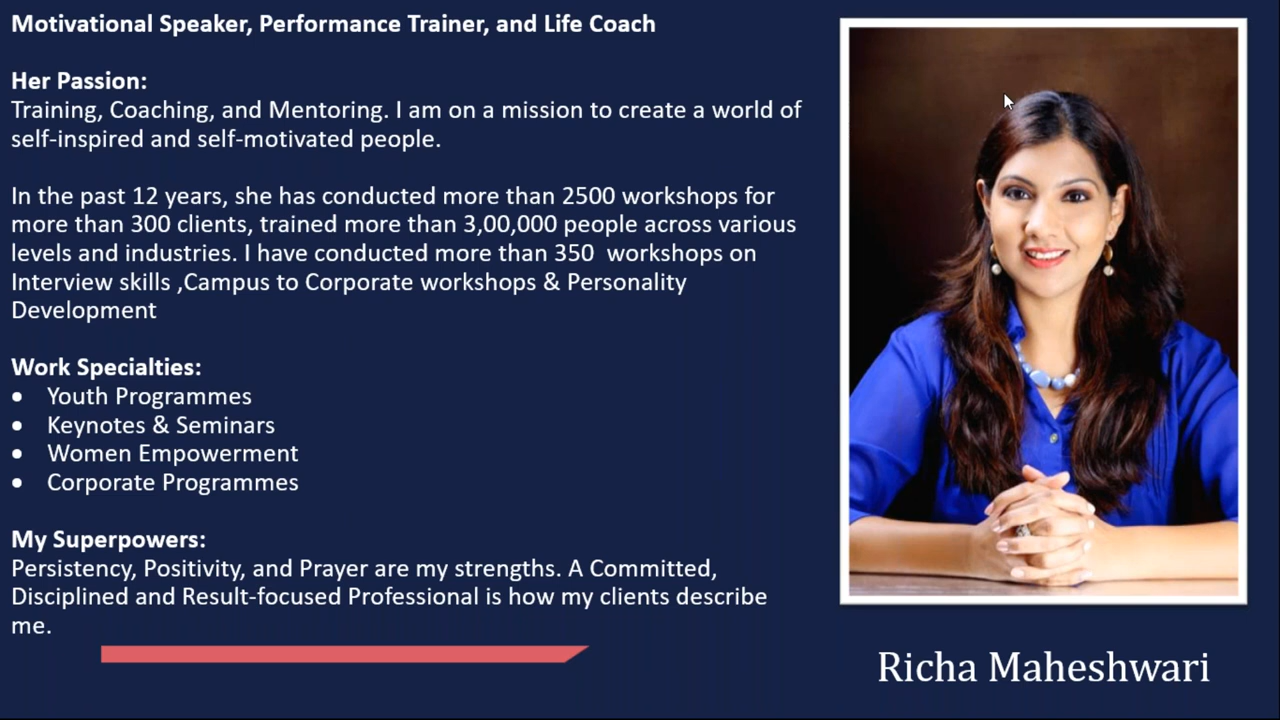 Motivational Speaker, Performance Trainer, and Life Coach
Her Passion:
Training, Coaching, and Mentoring. I am on a mission to create a world of
self-inspired and self-motivated people.
In the past 12 years, she has conducted more than 2500 workshops for
more than 300 clients, trained more than 3,00,000 people across various
levels and industries. I have conducted more than 350  workshops on
Interview skills ,Campus to Corporate workshops & Personality
Development
Work Specialties:
• Youth Programmes
• Keynotes & Seminars
• Women Empowerment
• Corporate Programmes
My Superpowers:
Persistency, Positivity, and Prayer are my strengths. A Committed,
Disciplined and Result-focused Professional is how my clients describe
me.
Richa Maheshwari